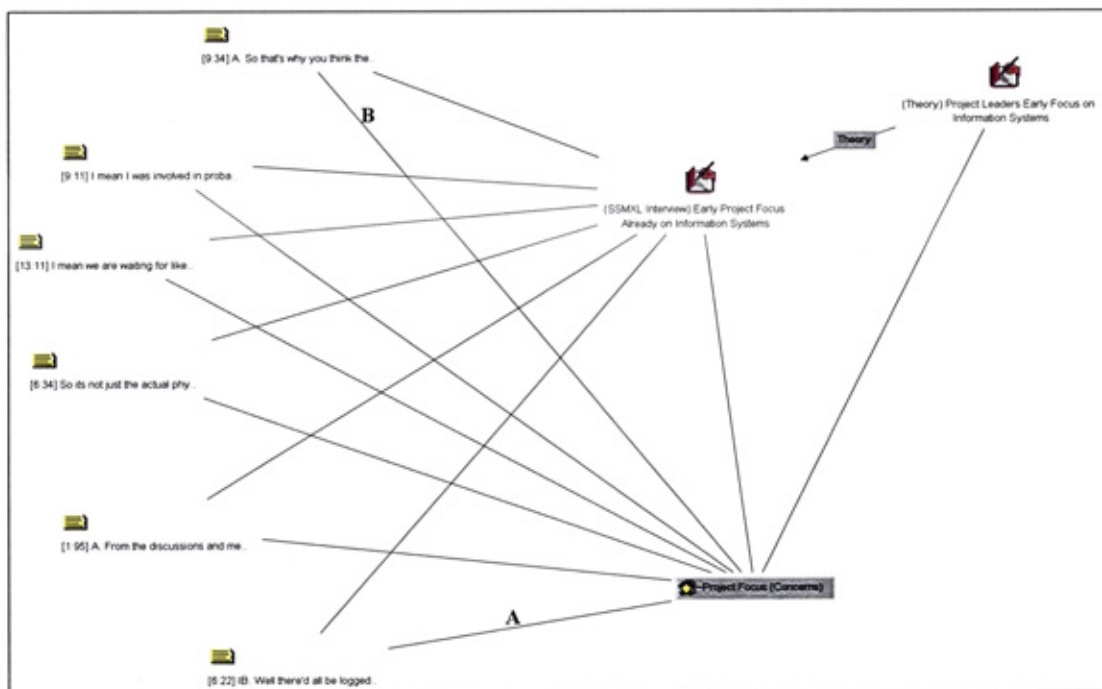 [9:34] A. So that's why you think the..
B
(Theory) Project Leaders Early Focus on
Information Systems
Theory
[9:11] I mean I was involved in proba..
(SSMXL Interview) Early Project Focus
Already on Information Systems
[13:11] I mean we are waiting for like..
[6:34] So its not just the actual phy..
[1:95] A. From the discussions and me..
~Project Focus (Concerns)
A
[6:22] IB. Well there'd all be logged..